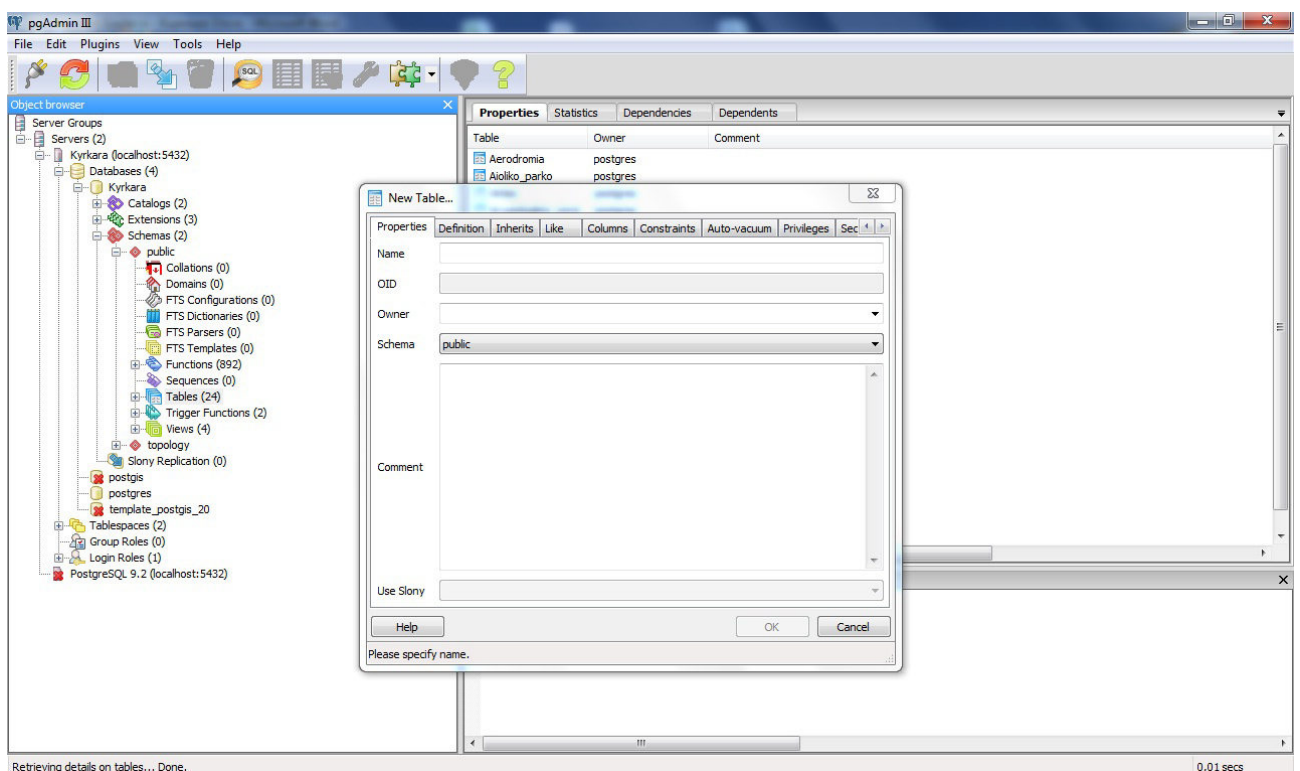 pgAdmin III
File Edit Plugins View Tools Help
SQL
Object browser
Server Groups
Servers (2)
Kyrkara (localhost:5432)
Databases (4)
Kyrkara
Catalogs (2)
Extensions (3)
Schemas (2)
public
Collations (0)
Domains (0)
FTS Configurations (0)
FTS Dictionaries (0)
FTS Parsers (0)
FTS Templates (0)
Functions (892)
Sequences (0)
Tables (24)
Trigger Functions (2)
Views (4)
topology
Slony Replication (0)
postgis
postgres
template_postgis_20
Tablespaces (2)
Group Roles (0)
Login Roles (1)
PostgreSQL 9.2 (localhost:5432)
Properties Statistics Dependencies Dependents
Table Owner Comment
Aerodromia postgres
Aioliko_parko postgres
New Table...
Properties Definition Inherits Like Columns Constraints Auto-vacuum Privileges Sec
Name
OID
Owner
Schema public
Comment
Use Slony
Help OK Cancel
Please specify name.
Retrieving details on tables... Done. 0.01 secs